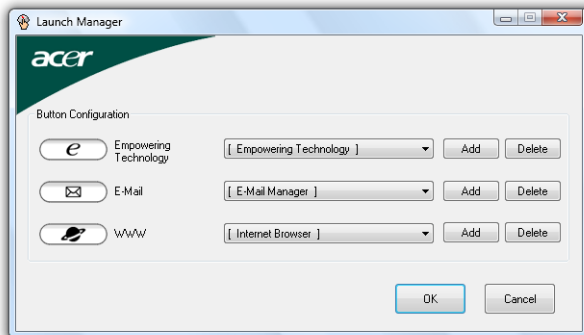 Launch Manager
acer
Button Configuration
e
Empowering
Technology
[ Empowering Technology ]
Add
Delete
E-Mail
[ E-Mail Manager ]
Add
Delete
WWW
[ Internet Browser ]
Add
Delete
OK
Cancel